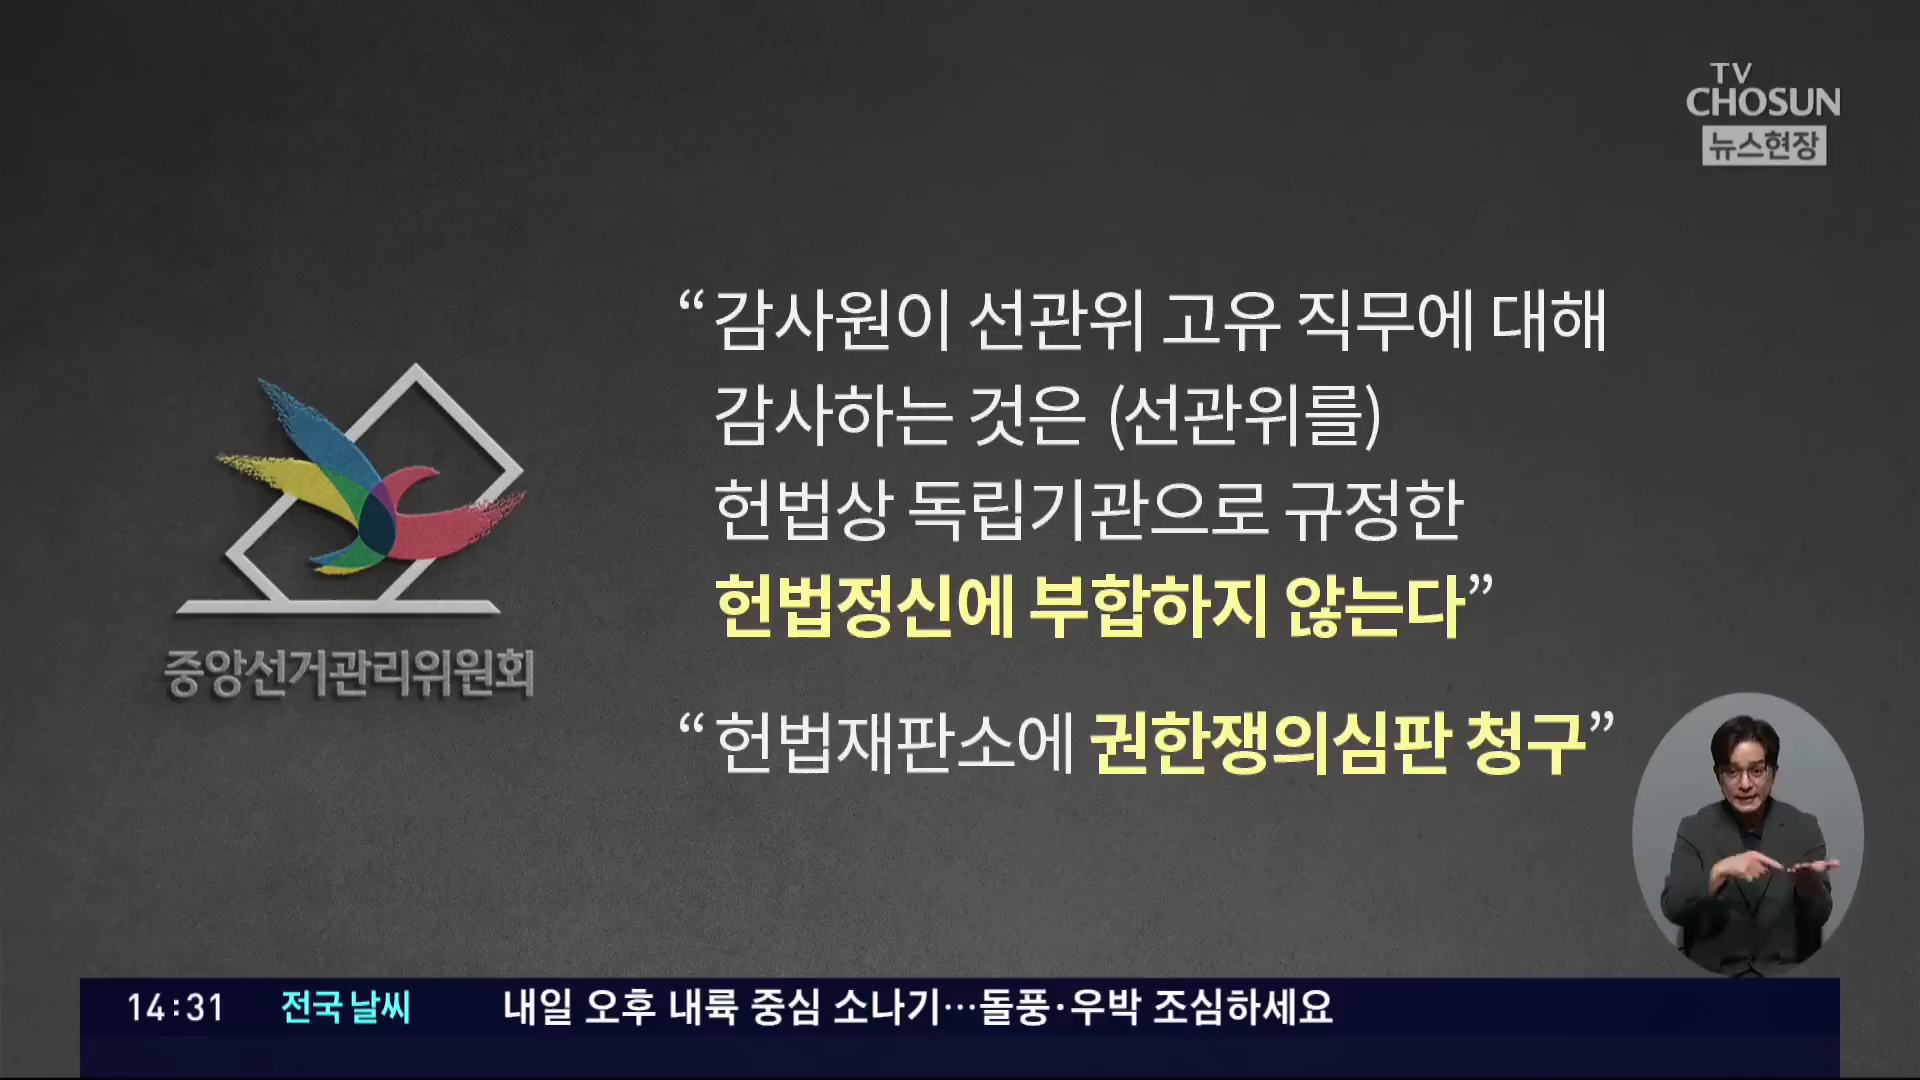 TV
CHOSUN
뉴스현장
“감사원이 선관위 고유 직무에 대해
감사하는 것은 (선관위를)
헌법상 독립기관으로 규정한
헌법정신에 부합하지 않는다”
중앙선거관리위원회
“헌법재판소에 권한쟁의심판 청구”
14:31 전국 날씨 내일 오후 내륙 중심 소나기…돌풍·우박 조심하세요